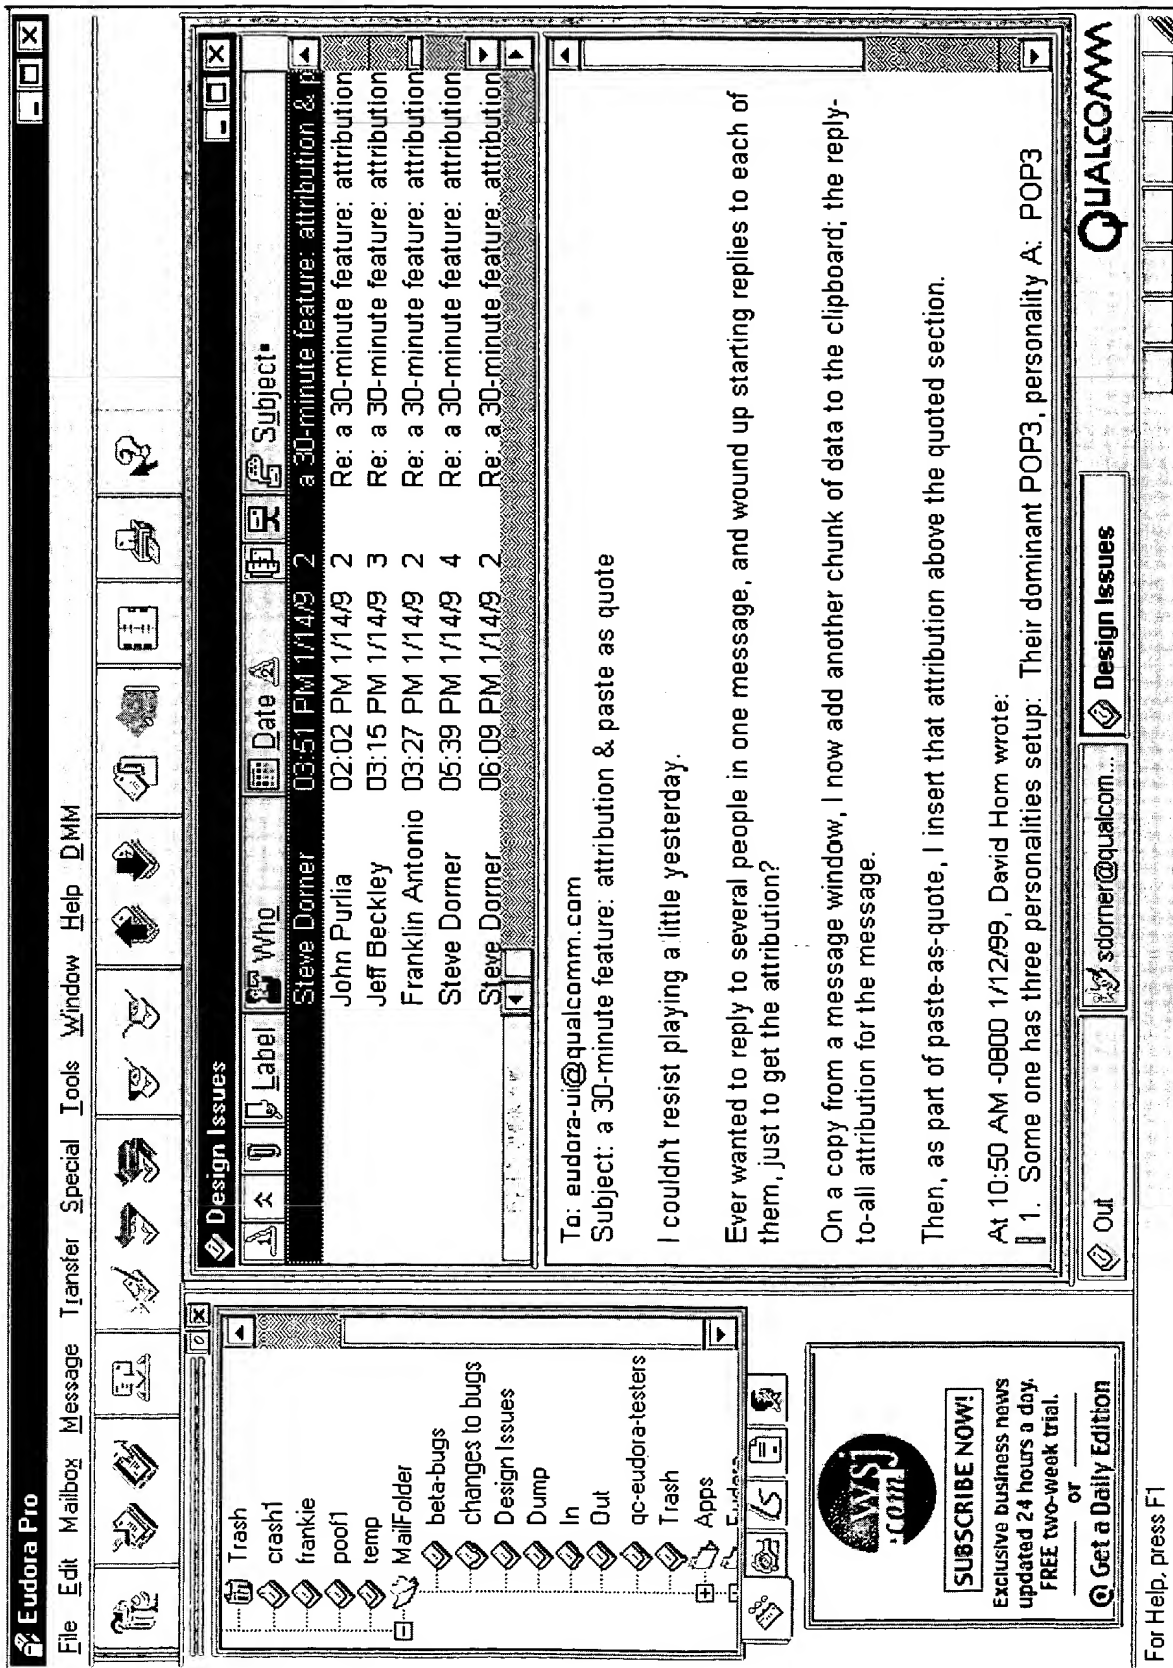 Eudora Pro
File Edit Mailbox Message Transfer Special Tools Window Help DMM
Trash
crash1
frankie
poof1
temp
MailFolder
beta-bugs
changes to bugs
Design Issues
Dump
In
Out
qc-eudora-testers
Trash
Apps
Eudora
WSJ
.com
SUBSCRIBE NOW!
Exclusive business news
updated 24 hours a day.
FREE two-week trial.
or
Get a Daily Edition
Design Issues
Label Who Date Subject
Steve Dorner 03:51 PM 1/14/9 2 a 30-minute feature: attribution & p
John Purlia 02:02 PM 1/14/9 2 Re: a 30-minute feature: attribution
Jeff Beckley 03:15 PM 1/14/9 3 Re: a 30-minute feature: attribution
Franklin Antonio 03:27 PM 1/14/9 2 Re: a 30-minute feature: attribution
Steve Dorner 05:39 PM 1/14/9 4 Re: a 30-minute feature: attribution
Steve Dorner 06:09 PM 1/14/9 2 Re: a 30-minute feature: attribution
To: eudora-ui@qualcomm.com
Subject: a 30-minute feature: attribution & paste as quote
I couldn't resist playing a little yesterday.
Ever wanted to reply to several people in one message, and wound up starting replies to each of
them, just to get the attribution?
On a copy from a message window, I now add another chunk of data to the clipboard; the reply-
to-all attribution for the message.
Then, as part of paste-as-quote, I insert that attribution above the quoted section.
At 10:50 AM -0800 1/12/99, David Horn wrote:
1. Some one has three personalities setup: Their dominant POP3, personality A: POP3
Out
sdorner@qualcom...
Design Issues
QUALCOMM
For Help, press F1